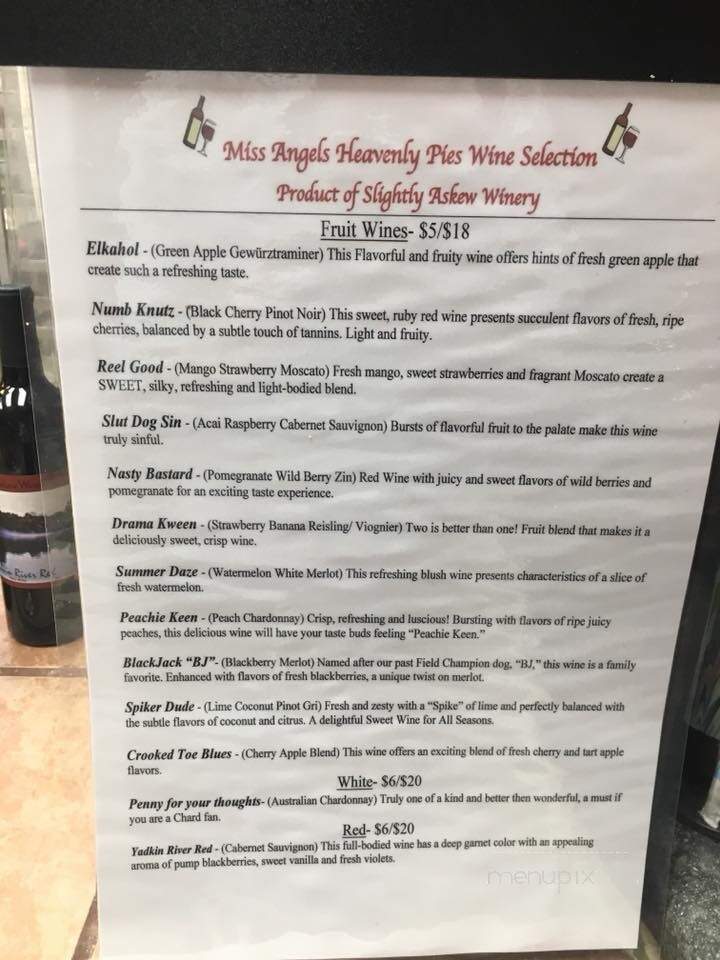 Miss Angels Heavenly Pies Wine Selection
Product of Slightly Askew Winery
Fruit Wines- $5/$18
Elkahol - (Green Apple Gewürztraminer) This Flavorful and fruity wine offers hints of fresh green apple that
create such a refreshing taste.
Numb Knutz - (Black Cherry Pinot Noir) This sweet, ruby red wine presents succulent flavors of fresh, ripe
cherries, balanced by a subtle touch of tannins. Light and fruity.
Reel Good - (Mango Strawberry Moscato) Fresh mango, sweet strawberries and fragrant Moscato create a
SWEET, silky, refreshing and light-bodied blend.
Slut Dog Sin - (Acai Raspberry Cabernet Sauvignon) Bursts of flavorful fruit to the palate make this wine
truly sinful.
Nasty Bastard - (Pomegranate Wild Berry Zin) Red Wine with juicy and sweet flavors of wild berries and
pomegranate for an exciting taste experience.
Drama Kween - (Strawberry Banana Reisling/ Viognier) Two is better than one! Fruit blend that makes it a
deliciously sweet, crisp wine.
Summer Daze - (Watermelon White Merlot) This refreshing blush wine presents characteristics of a slice of
fresh watermelon.
Peachie Keen - (Peach Chardonnay) Crisp, refreshing and luscious! Bursting with flavors of ripe juicy
peaches, this delicious wine will have your taste buds feeling “Peachie Keen.”
BlackJack “BJ”- (Blackberry Merlot) Named after our past Field Champion dog, “BJ,” this wine is a family
favorite. Enhanced with flavors of fresh blackberries, a unique twist on merlot.
Spiker Dude - (Lime Coconut Pinot Gri) Fresh and zesty with a “Spike” of lime and perfectly balanced with
the subtle flavors of coconut and citrus. A delightful Sweet Wine for All Seasons.
Crooked Toe Blues - (Cherry Apple Blend) This wine offers an exciting blend of fresh cherry and tart apple
flavors.
White- $6/$20
Penny for your thoughts- (Australian Chardonnay) Truly one of a kind and better then wonderful, a must if
you are a Chard fan.
Red- $6/$20
Yadkin River Red - (Cabernet Sauvignon) This full-bodied wine has a deep garnet color with an appealing
aroma of pump blackberries, sweet vanilla and fresh violets.
menupix
River Re